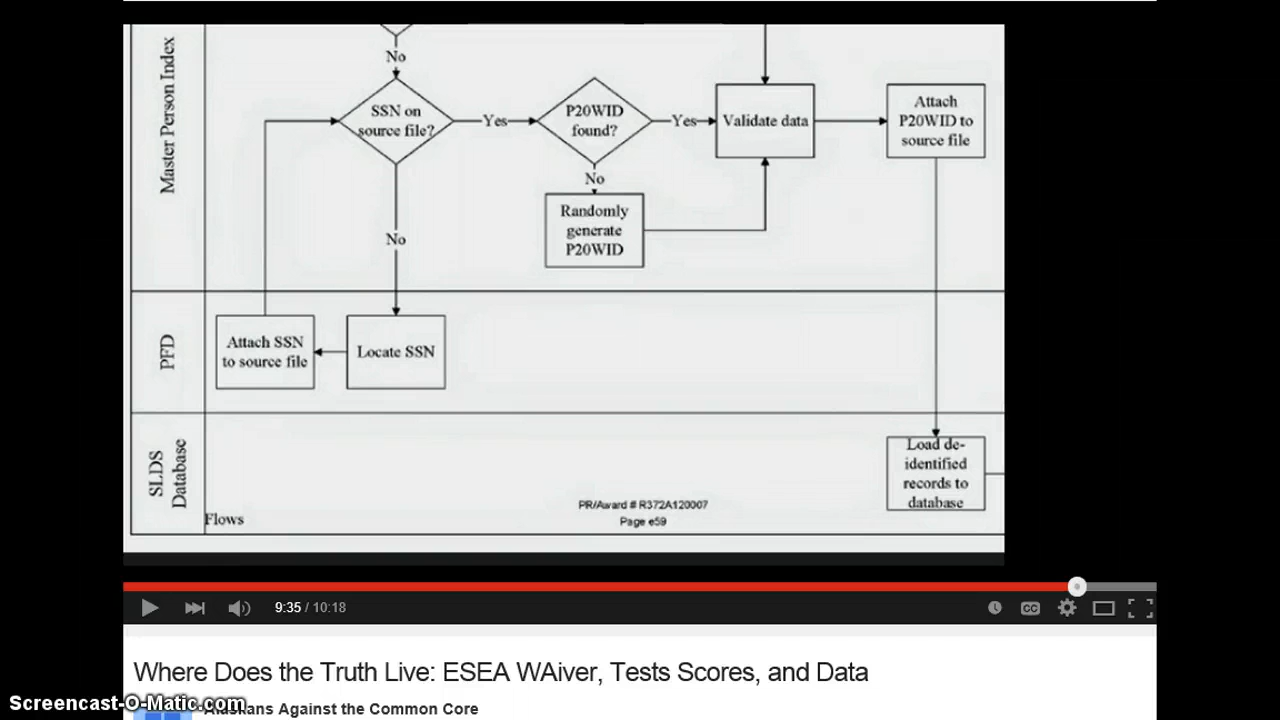 Master Person Index
No
SSN on
source file?
Yes
P20WID
found?
Yes
Validate data
Attach
P20WID to
source file
No
Randomly
generate
P20WID
No
PFD
Attach SSN
to source file
Locate SSN
SLDS
Database
Load de-
identified
records to
database
PR/Award # R372A120007
Page e59
Flows
9:35 / 10:18
CC
Where Does the Truth Live: ESEA WAiver, Tests Scores, and Data
Screencast-O-Matic.com
Alaskans Against the Common Core